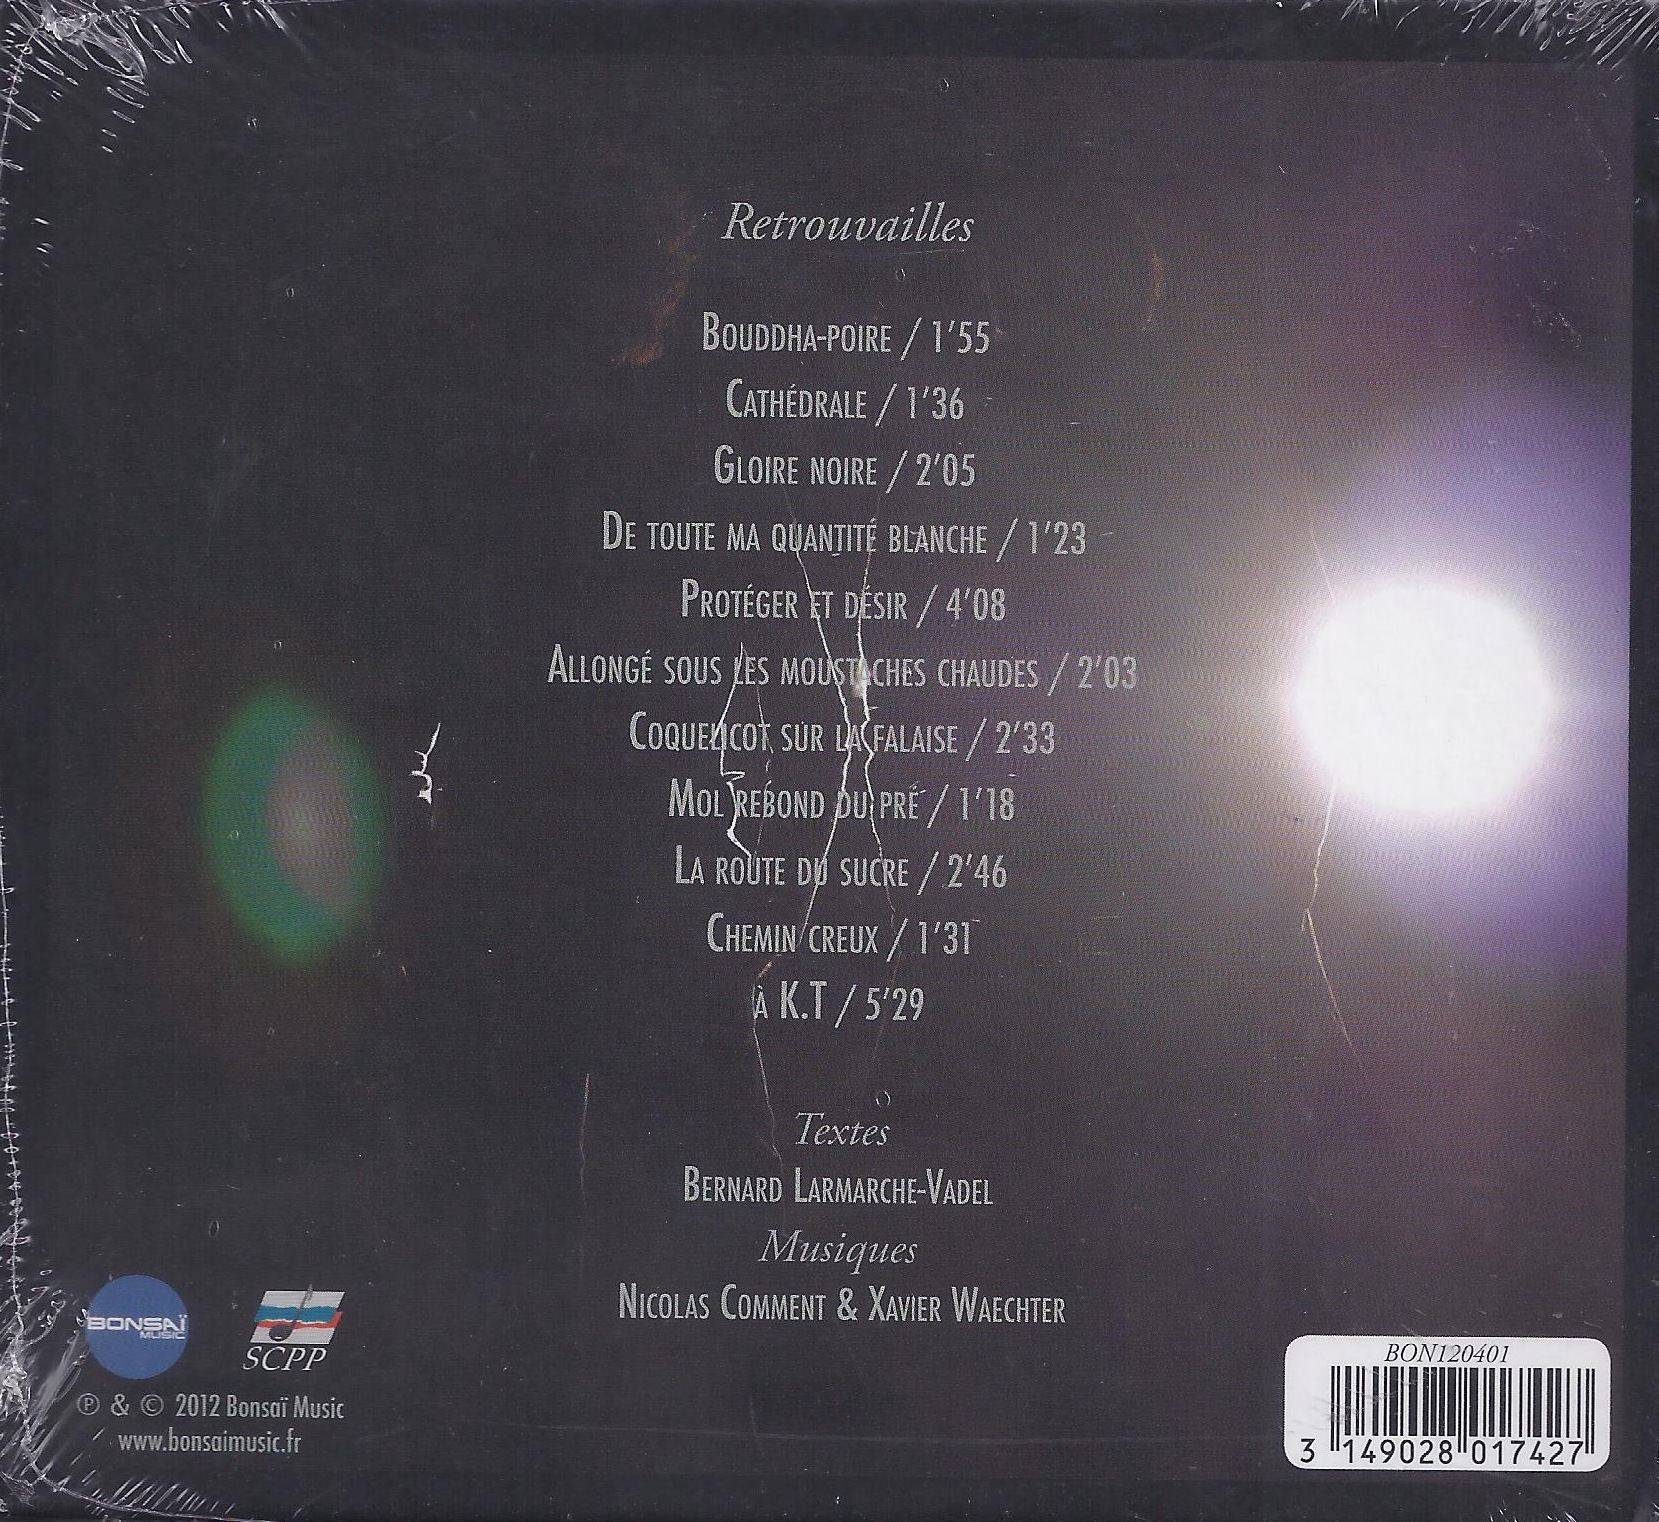 Retrouvailles
Bouddha-poire / 1'55
Cathédrale / 1'36
Gloire noire / 2'05
De toute ma quantité blanche / 1'23
Protéger et désir / 4'08
Allongé sous les moustaches chaudes / 2'03
Coquelicot sur la falaise / 2'33
Mol rebond du pré / 1'18
La route du sucre / 2'46
Chemin creux / 1'31
à K.T / 5'29
Textes
Bernard Larmarche-Vadel
Musiques
Nicolas Comment & Xavier Waechter
BONSAÏ
MUSIC
SCPP
℗ & © 2012 Bonsaï Music
www.bonsaimusic.fr
BON120401
3 149028 017427